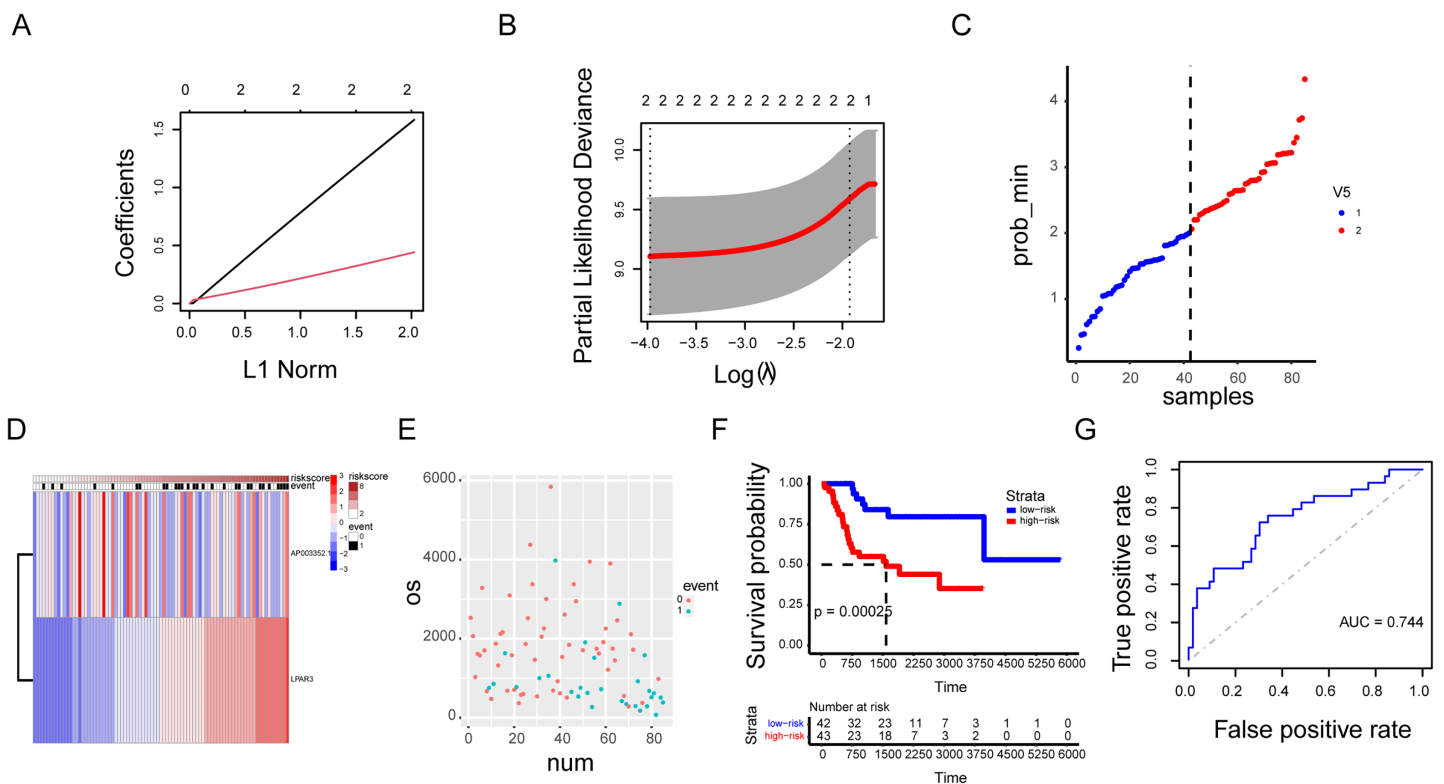 A
0 2 2 2 2
Coefficients
1.5
1.0
0.5
0.0
0.0 0.5 1.0 1.5 2.0
L1 Norm
B
2 2 2 2 2 2 2 2 2 2 2 2 2 1
Partial Likelihood Deviance
10.0
9.5
9.0
−4.0 −3.5 −3.0 −2.5 −2.0
Log(λ)
C
prob_min
4
3
2
1
0 20 40 60 80
samples
V5
1
2
D
riskscore
event
AP003352.1
LPAR3
3
2
1
0
−1
−2
−3
riskscore
8
2
event
0
1
E
os
6000
4000
2000
0
0 20 40 60 80
num
event
0
1
F
Survival probability
1.00
0.75
0.50
0.25
0.00
p = 0.00025
Strata
low−risk
high−risk
0 750 1500 2250 3000 3750 4500 5250 6000
Time
Number at risk
Strata
low−risk 42 32 23 11 7 3 1 1 0
high−risk 43 23 18 7 3 2 0 0 0
0 750 1500 2250 3000 3750 4500 5250 6000
Time
G
True positive rate
1.0
0.8
0.6
0.4
0.2
0.0
AUC = 0.744
0.0 0.2 0.4 0.6 0.8 1.0
False positive rate